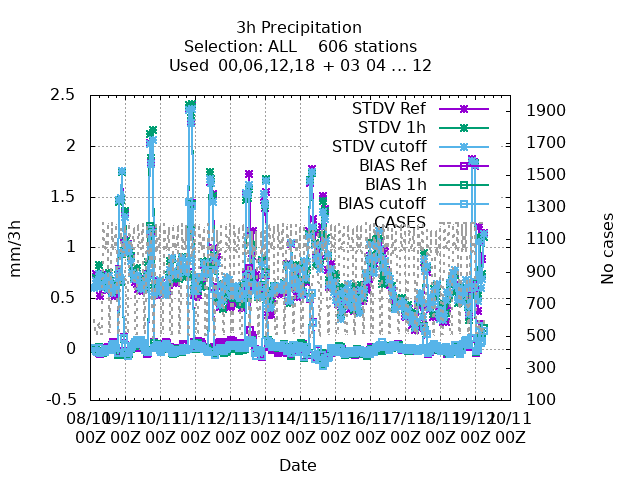 3h Precipitation
Selection: ALL 606 stations
Used 00,06,12,18 + 03 04 ... 12
STDV Ref
STDV 1h
STDV cutoff
BIAS Ref
BIAS 1h
BIAS cutoff
CASES
2.5
2
1.5
1
0.5
0
-0.5
mm/3h
1900
1700
1500
1300
1100
900
700
500
300
100
No cases
08/10 09/11 10/11 11/11 12/11 13/11 14/11 15/11 16/11 17/11 18/11 19/11 20/11
00Z 00Z 00Z 00Z 00Z 00Z 00Z 00Z 00Z 00Z 00Z 00Z 00Z
Date